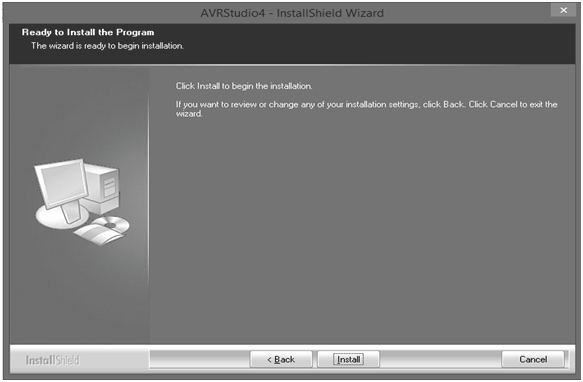 AVRStudio4 - InstallShield Wizard
Ready to Install the Program
The wizard is ready to begin installation.
Click Install to begin the installation.
If you want to review or change any of your installation settings, click Back. Click Cancel to exit the
wizard.
InstallShield
< Back
Install
Cancel